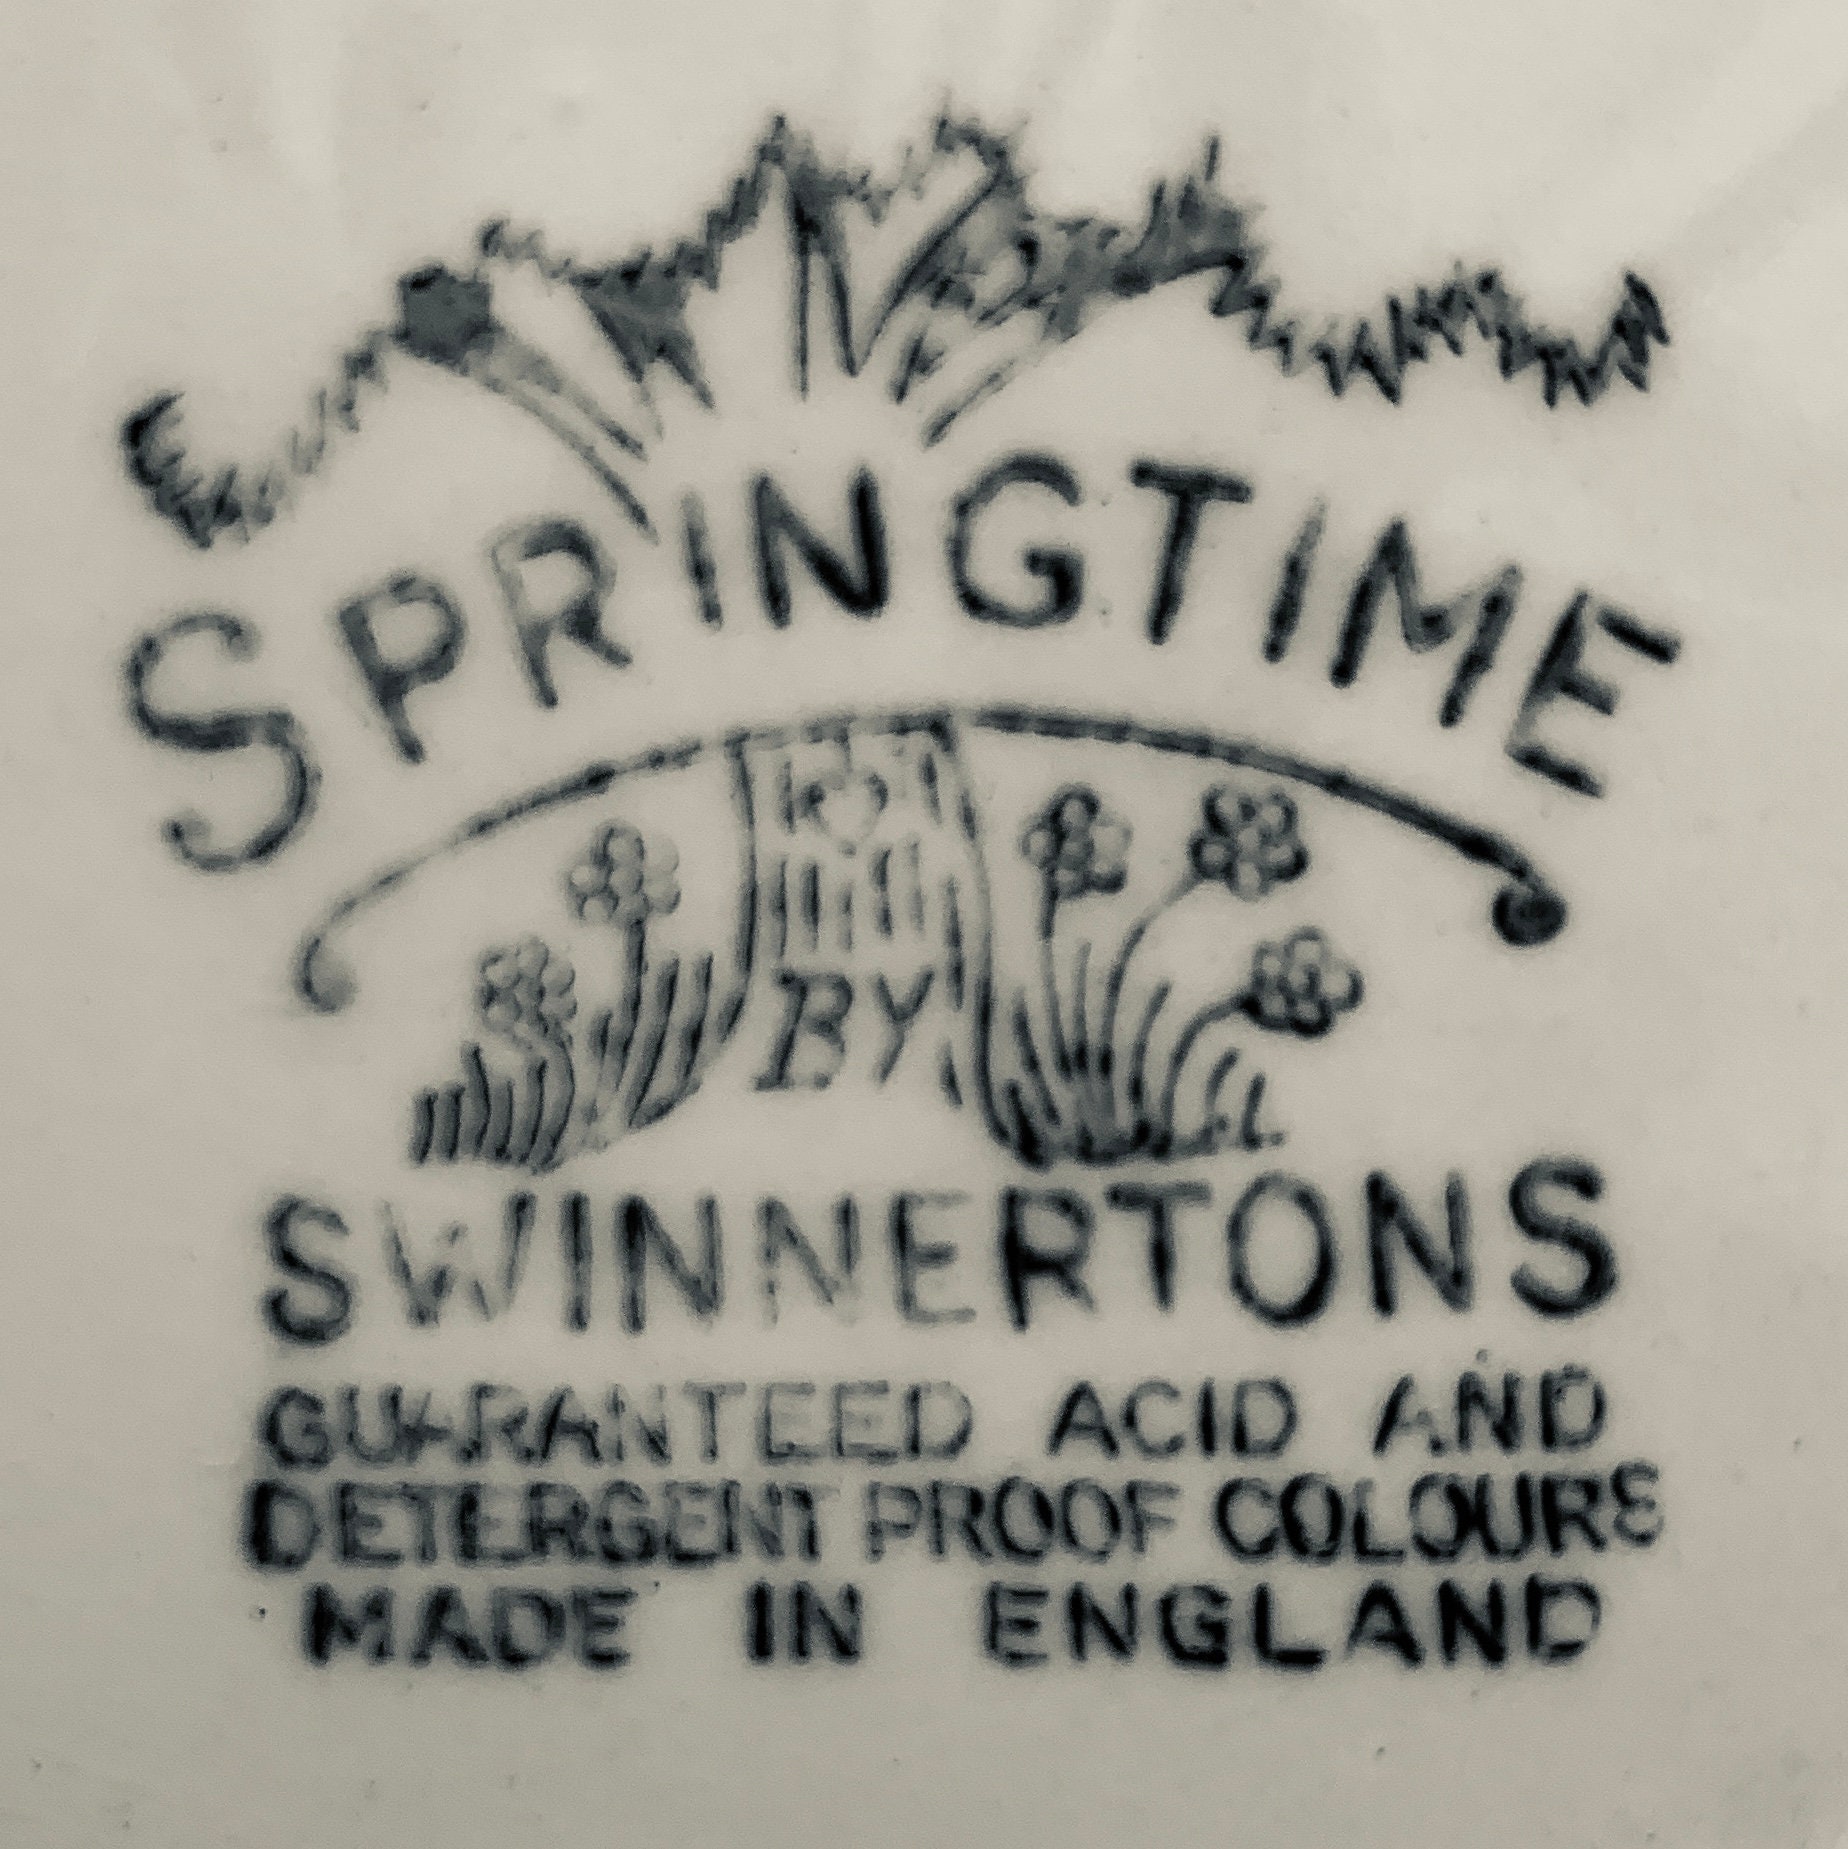 SPRINGTIME
BY
SWINNERTONS
GUARANTEED ACID AND
DETERGENT PROOF COLOURS
MADE IN ENGLAND